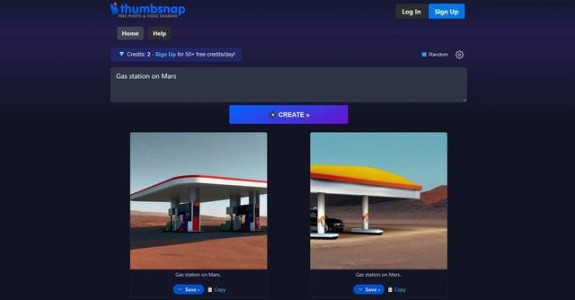 thumbsnap
FREE PHOTO & VIDEO SHARING
Log In
Sign Up
Home
Help
Credits: 2 - Sign Up for 50+ free credits/day!
Random
Gas station on Mars
CREATE »
Gas station on Mars..
Gas station on Mars..
Save
Copy
Save
Copy